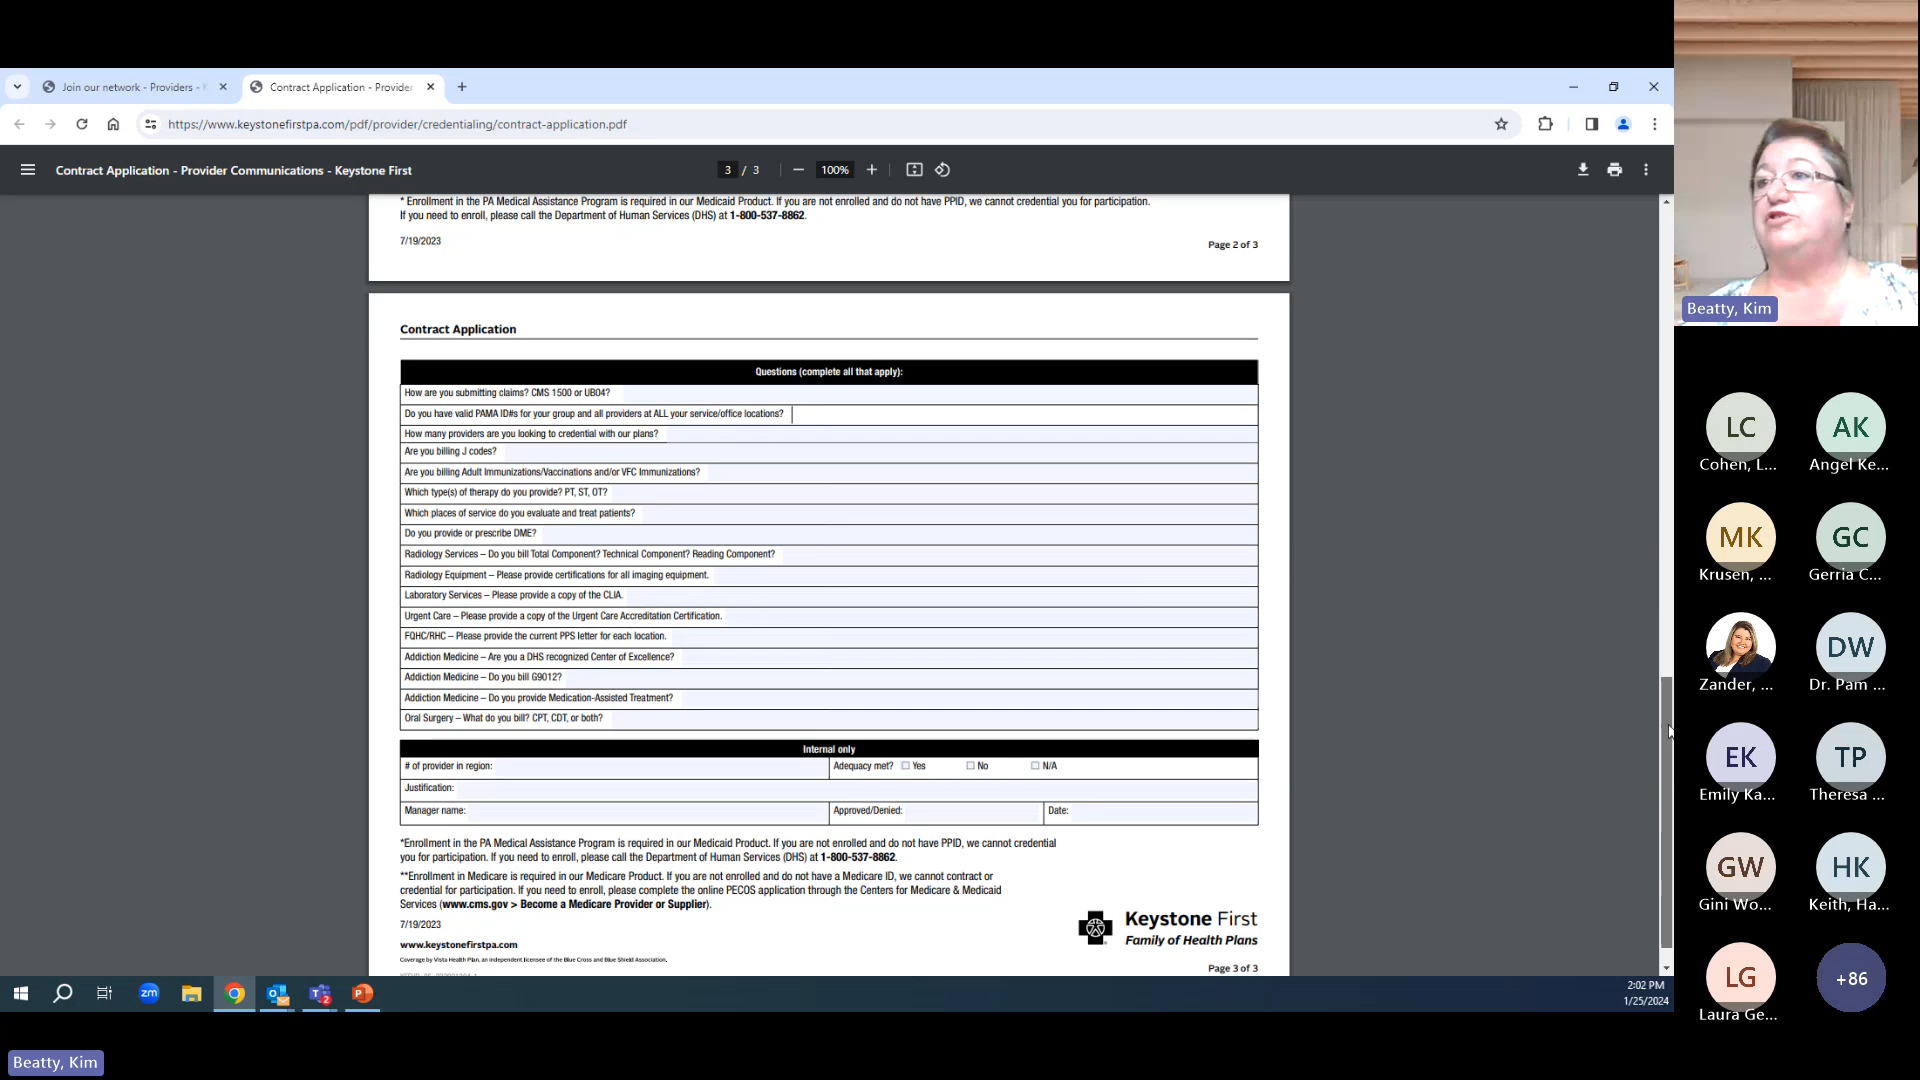 Join our network - Providers -
Contract Application - Provider
https://www.keystonefirstpa.com/pdf/provider/credentialing/contract-application.pdf
Contract Application - Provider Communications - Keystone First
3 / 3
100%
* Enrollment in the PA Medical Assistance Program is required in our Medicaid Product. If you are not enrolled and do not have PPID, we cannot credential you for participation.
If you need to enroll, please call the Department of Human Services (DHS) at 1-800-537-8862.
7/19/2023
Page 2 of 3
Contract Application
Questions (complete all that apply):
How are you submitting claims? CMS 1500 or UB04?
Do you have valid PAMA ID#s for your group and all providers at ALL your service/office locations?
How many providers are you looking to credential with our plans?
Are you billing J codes?
Are you billing Adult Immunizations/Vaccinations and/or VFC Immunizations?
Which type(s) of therapy do you provide? PT, ST, OT?
Which places of service do you evaluate and treat patients?
Do you provide or prescribe DME?
Radiology Services – Do you bill Total Component? Technical Component? Reading Component?
Radiology Equipment – Please provide certifications for all imaging equipment.
Laboratory Services – Please provide a copy of the CLIA.
Urgent Care – Please provide a copy of the Urgent Care Accreditation Certification.
FQHC/RHC – Please provide the current PPS letter for each location.
Addiction Medicine – Are you a DHS recognized Center of Excellence?
Addiction Medicine – Do you bill G9012?
Addiction Medicine – Do you provide Medication-Assisted Treatment?
Oral Surgery – What do you bill? CPT, CDT, or both?
Internal only
# of provider in region:
Adequacy met? Yes No N/A
Justification:
Manager name:
Approved/Denied:
Date:
*Enrollment in the PA Medical Assistance Program is required in our Medicaid Product. If you are not enrolled and do not have PPID, we cannot credential
you for participation. If you need to enroll, please call the Department of Human Services (DHS) at 1-800-537-8862.
**Enrollment in Medicare is required in our Medicare Product. If you are not enrolled and do not have a Medicare ID, we cannot contract or
credential for participation. If you need to enroll, please complete the online PECOS application through the Centers for Medicare & Medicaid
Services (www.cms.gov > Become a Medicare Provider or Supplier).
7/19/2023
www.keystonefirstpa.com
Coverage by Vista Health Plan, an independent licensee of the Blue Cross and Blue Shield Association.
Keystone First
Family of Health Plans
Page 3 of 3
zm
2
2:02 PM
1/25/2024
Beatty, Kim
Beatty, Kim
LC
Cohen, L...
AK
Angel Ke...
MK
Krusen, ...
GC
Gerria C...
Zander, ...
DW
Dr. Pam ...
EK
Emily Ka...
TP
Theresa ...
GW
Gini Wo...
HK
Keith, Ha...
LG
Laura Ge...
+86